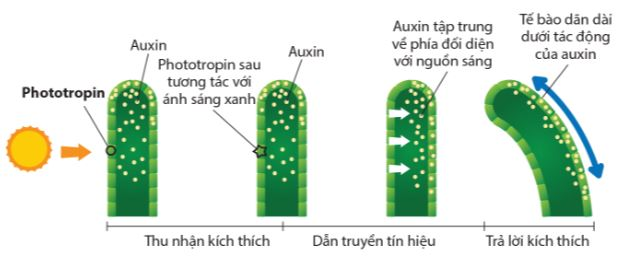 Auxin
Phototropin
Phototropin sau
tương tác với
ánh sáng xanh
Auxin
Auxin tập trung
về phía đối diện
với nguồn sáng
Tế bào dãn dài
dưới tác động
của auxin
Thu nhận kích thích
Dẫn truyền tín hiệu
Trả lời kích thích